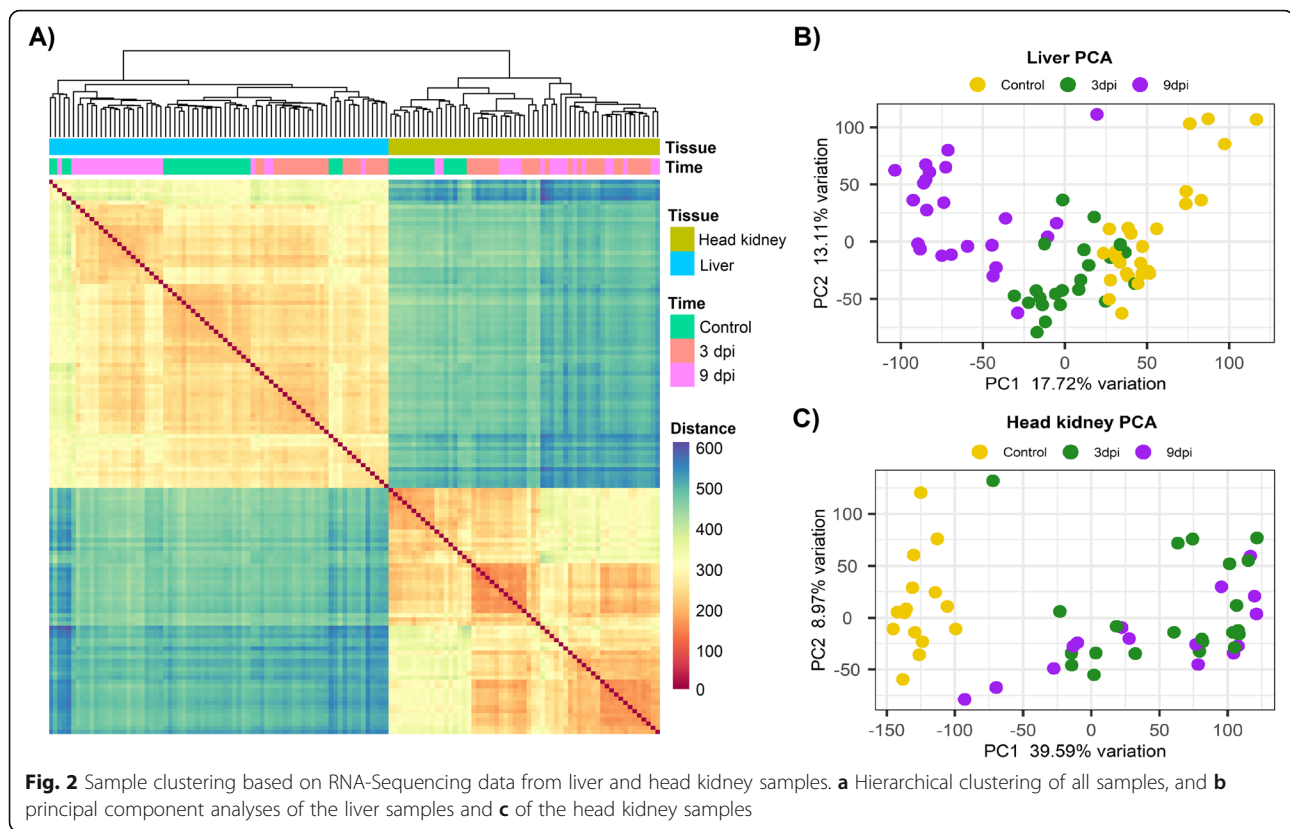 A)
Tissue
Time
Tissue
Head kidney
Liver
Time
Control
3 dpi
9 dpi
Distance
600
500
400
300
200
100
0
B)
Liver PCA
Control 3dpi 9dpi
PC2 13.11% variation
100
50
0
-50
-100 -50 0 50 100
PC1 17.72% variation
C)
Head kidney PCA
Control 3dpi 9dpi
PC2 8.97% variation
100
50
0
-50
-150 -100 -50 0 50 100
PC1 39.59% variation
Fig. 2 Sample clustering based on RNA-Sequencing data from liver and head kidney samples. a Hierarchical clustering of all samples, and b
principal component analyses of the liver samples and c of the head kidney samples